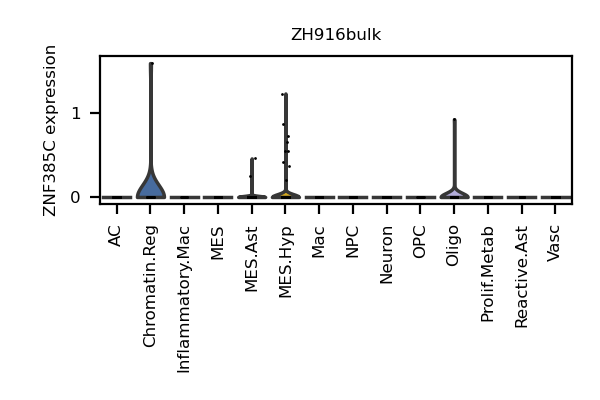 ZH916bulk
ZNF385C expression
1
0
AC
Chromatin.Reg
Inflammatory.Mac
MES
MES.Ast
MES.Hyp
Mac
NPC
Neuron
OPC
Oligo
Prolif.Metab
Reactive.Ast
Vasc